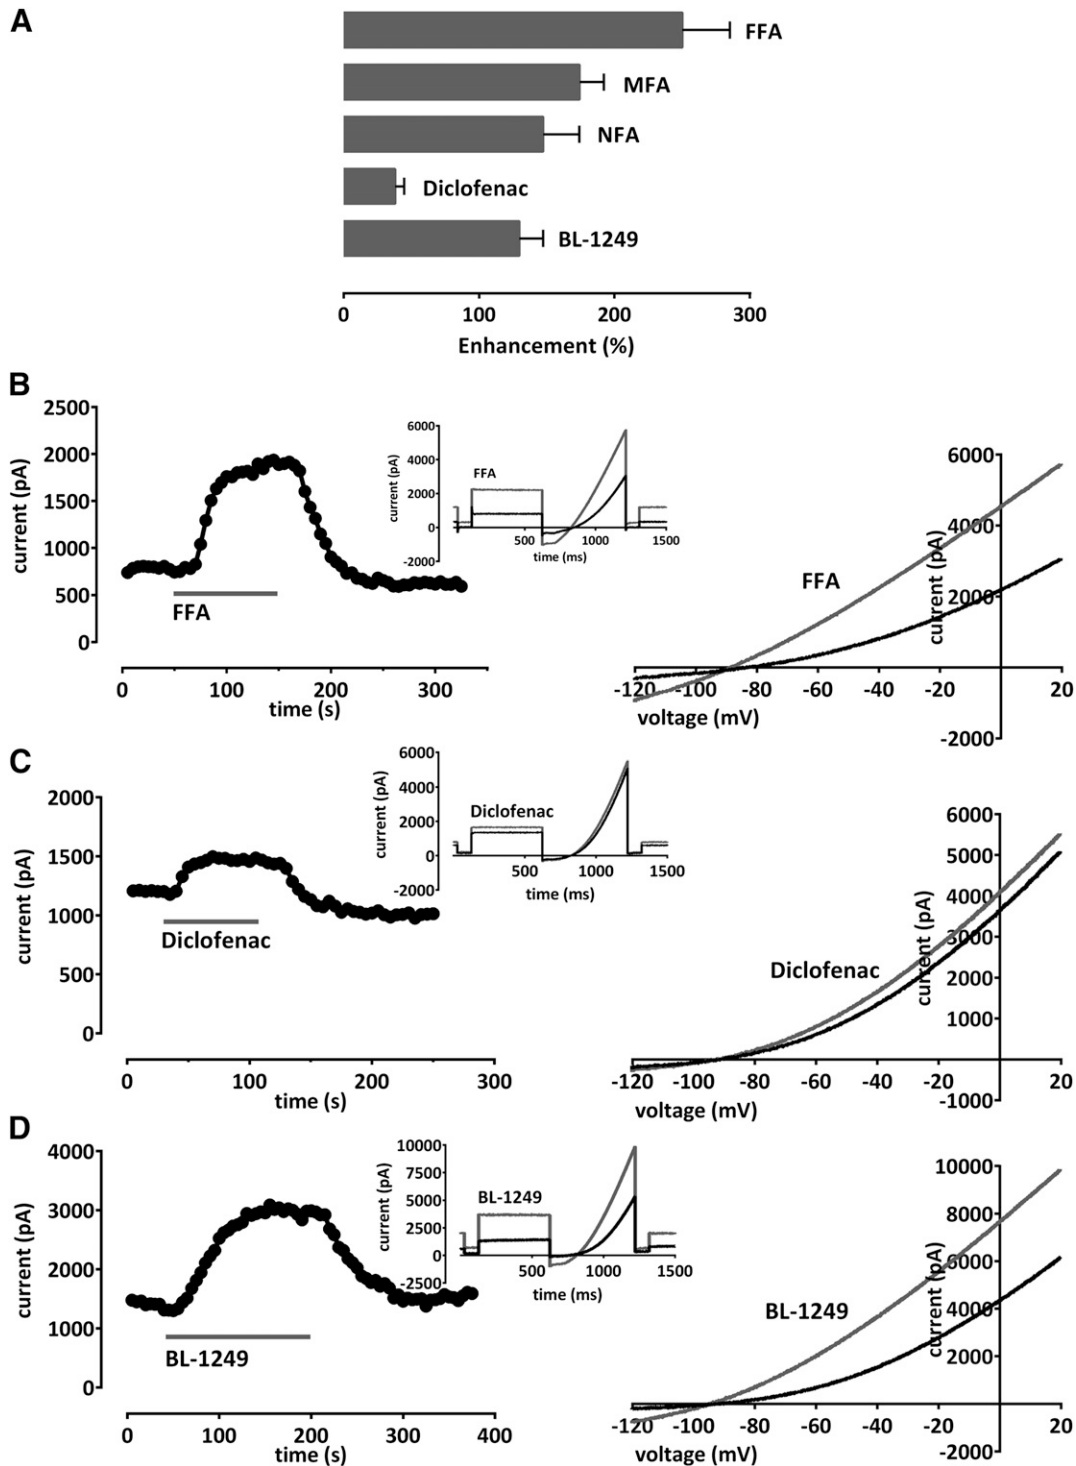 A
FFA
MFA
NFA
Diclofenac
BL-1249
0 100 200 300
Enhancement (%)
B
2500
2000
1500
1000
500
0
current (pA)
FFA
0 100 200 300
time (s)
6000
4000
2000
0
-2000
current (pA)
FFA
500 1000 1500
time (ms)
6000
4000
2000
-2000
current (pA)
FFA
-120 -100 -80 -60 -40 -20 20
voltage (mV)
C
2000
1500
1000
500
0
current (pA)
Diclofenac
0 100 200 300
time (s)
6000
4000
2000
0
-2000
current (pA)
Diclofenac
500 1000 1500
time (ms)
6000
5000
4000
3000
2000
1000
-1000
current (pA)
Diclofenac
-120 -100 -80 -60 -40 -20 20
voltage (mV)
D
4000
3000
2000
1000
0
current (pA)
BL-1249
0 100 200 300 400
time (s)
10000
7500
5000
2500
0
-2500
current (pA)
BL-1249
500 1000 1500
time (ms)
10000
8000
6000
4000
2000
-2000
current (pA)
BL-1249
-120 -100 -80 -60 -40 -20 20
voltage (mV)